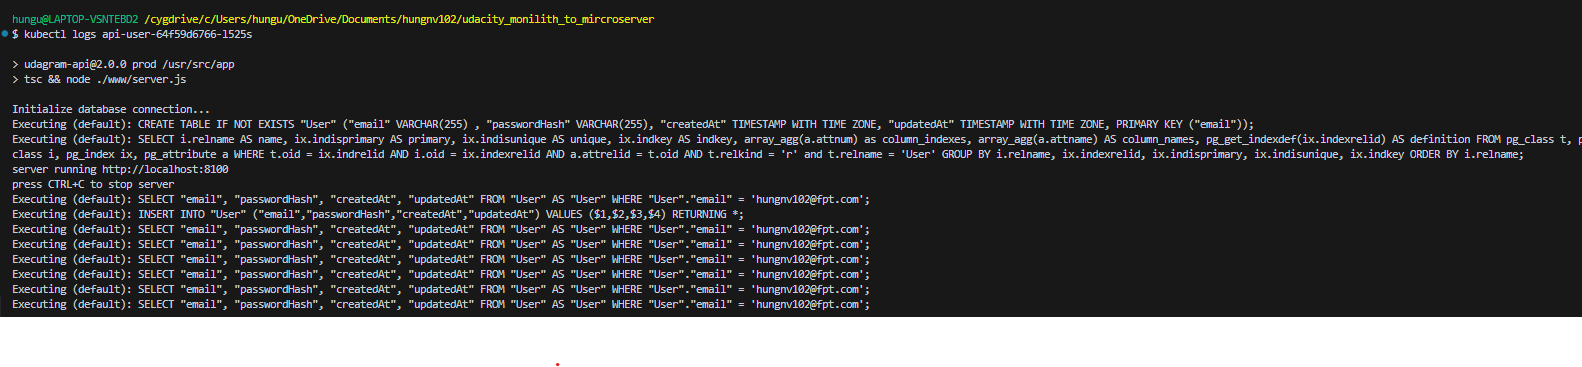 hungu@LAPTOP-VSNTEBD2 /cygdrive/c/Users/hungu/OneDrive/Documents/hungnv102/udacity_monilith_to_mircroserver
$ kubectl logs api-user-64f59d6766-l525s
> udagram-api@2.0.0 prod /usr/src/app
> tsc && node ./www/server.js
Initialize database connection...
Executing (default): CREATE TABLE IF NOT EXISTS "User" ("email" VARCHAR(255) , "passwordHash" VARCHAR(255), "createdAt" TIMESTAMP WITH TIME ZONE, "updatedAt" TIMESTAMP WITH TIME ZONE, PRIMARY KEY ("email"));
Executing (default): SELECT i.relname AS name, ix.indisprimary AS primary, ix.indisunique AS unique, ix.indkey AS indkey, array_agg(a.attnum) as column_indexes, array_agg(a.attname) AS column_names, pg_get_indexdef(ix.indexrelid) AS definition FROM pg_class t, p
class i, pg_index ix, pg_attribute a WHERE t.oid = ix.indrelid AND i.oid = ix.indexrelid AND a.attrelid = t.oid AND t.relkind = 'r' and t.relname = 'User' GROUP BY i.relname, ix.indexrelid, ix.indisprimary, ix.indisunique, ix.indkey ORDER BY i.relname;
server running http://localhost:8100
press CTRL+C to stop server
Executing (default): SELECT "email", "passwordHash", "createdAt", "updatedAt" FROM "User" AS "User" WHERE "User"."email" = 'hungnv102@fpt.com';
Executing (default): INSERT INTO "User" ("email","passwordHash","createdAt","updatedAt") VALUES ($1,$2,$3,$4) RETURNING *;
Executing (default): SELECT "email", "passwordHash", "createdAt", "updatedAt" FROM "User" AS "User" WHERE "User"."email" = 'hungnv102@fpt.com';
Executing (default): SELECT "email", "passwordHash", "createdAt", "updatedAt" FROM "User" AS "User" WHERE "User"."email" = 'hungnv102@fpt.com';
Executing (default): SELECT "email", "passwordHash", "createdAt", "updatedAt" FROM "User" AS "User" WHERE "User"."email" = 'hungnv102@fpt.com';
Executing (default): SELECT "email", "passwordHash", "createdAt", "updatedAt" FROM "User" AS "User" WHERE "User"."email" = 'hungnv102@fpt.com';
Executing (default): SELECT "email", "passwordHash", "createdAt", "updatedAt" FROM "User" AS "User" WHERE "User"."email" = 'hungnv102@fpt.com';
Executing (default): SELECT "email", "passwordHash", "createdAt", "updatedAt" FROM "User" AS "User" WHERE "User"."email" = 'hungnv102@fpt.com';